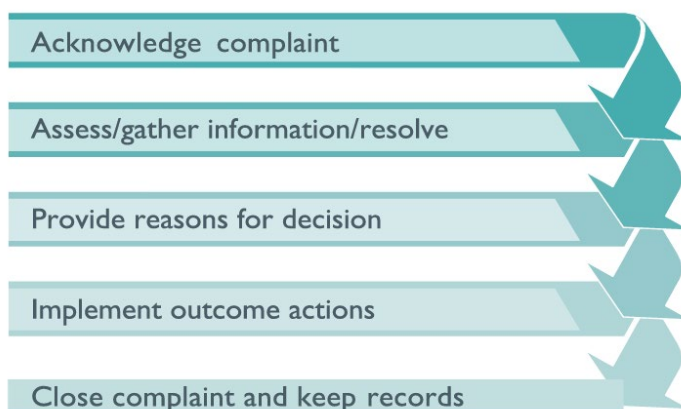 Acknowledge complaint
Assess/gather information/resolve
Provide reasons for decision
Implement outcome actions
Close complaint and keep records